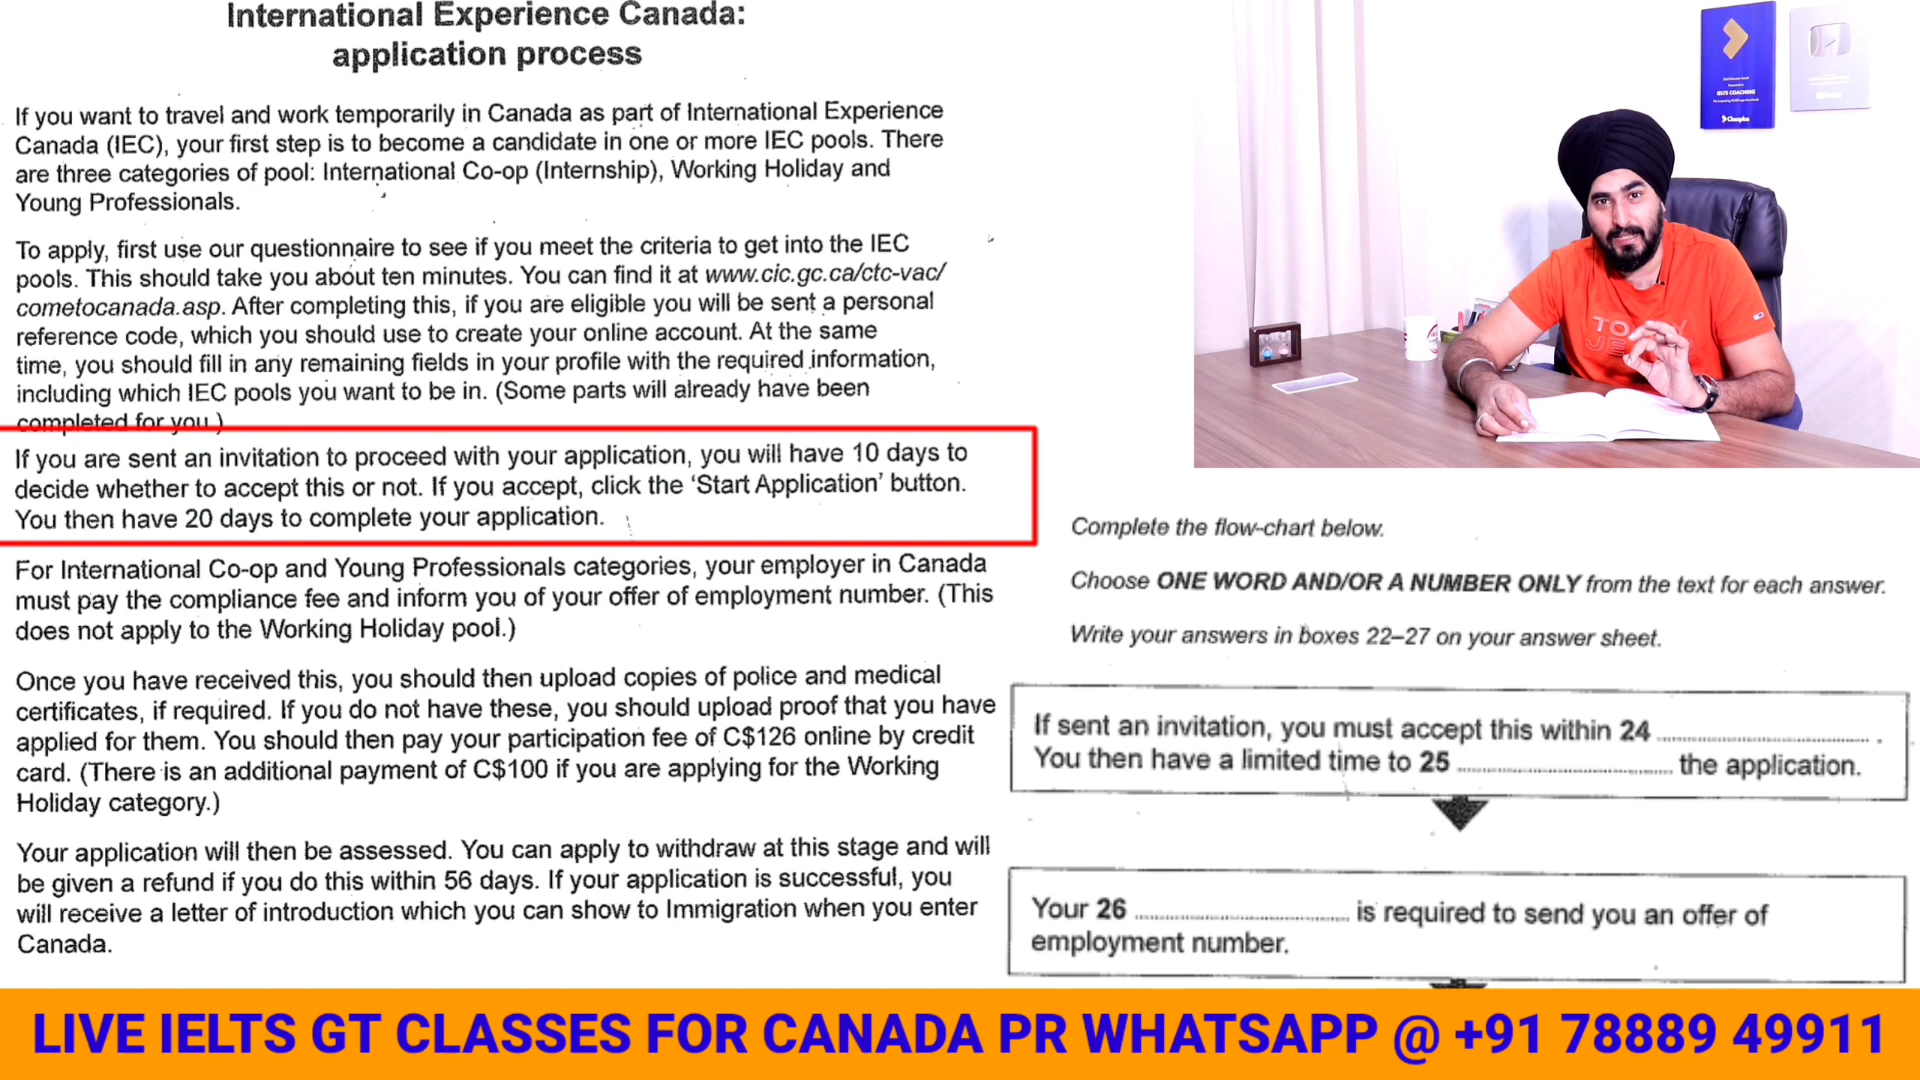 International Experience Canada:
application process
If you want to travel and work temporarily in Canada as part of International Experience
Canada (IEC), your first step is to become a candidate in one or more IEC pools. There
are three categories of pool: International Co-op (Internship), Working Holiday and
Young Professionals.
To apply, first use our questionnaire to see if you meet the criteria to get into the IEC
pools. This should take you about ten minutes. You can find it at www.cic.gc.ca/ctc-vac/
cometocanada.asp. After completing this, if you are eligible you will be sent a personal
reference code, which you should use to create your online account. At the same
time, you should fill in any remaining fields in your profile with the required information,
including which IEC pools you want to be in. (Some parts will already have been
completed for you.)
If you are sent an invitation to proceed with your application, you will have 10 days to
decide whether to accept this or not. If you accept, click the ‘Start Application’ button.
You then have 20 days to complete your application.
For International Co-op and Young Professionals categories, your employer in Canada
must pay the compliance fee and inform you of your offer of employment number. (This
does not apply to the Working Holiday pool.)
Once you have received this, you should then upload copies of police and medical
certificates, if required. If you do not have these, you should upload proof that you have
applied for them. You should then pay your participation fee of C$126 online by credit
card. (There is an additional payment of C$100 if you are applying for the Working
Holiday category.)
Your application will then be assessed. You can apply to withdraw at this stage and will
be given a refund if you do this within 56 days. If your application is successful, you
will receive a letter of introduction which you can show to Immigration when you enter
Canada.
IELTS COACHING
Classplus
Complete the flow-chart below.
Choose ONE WORD AND/OR A NUMBER ONLY from the text for each answer.
Write your answers in boxes 22–27 on your answer sheet.
If sent an invitation, you must accept this within 24 .................... .
You then have a limited time to 25 .................... the application.
Your 26 .................... is required to send you an offer of
employment number.
LIVE IELTS GT CLASSES FOR CANADA PR WHATSAPP @ +91 78889 49911